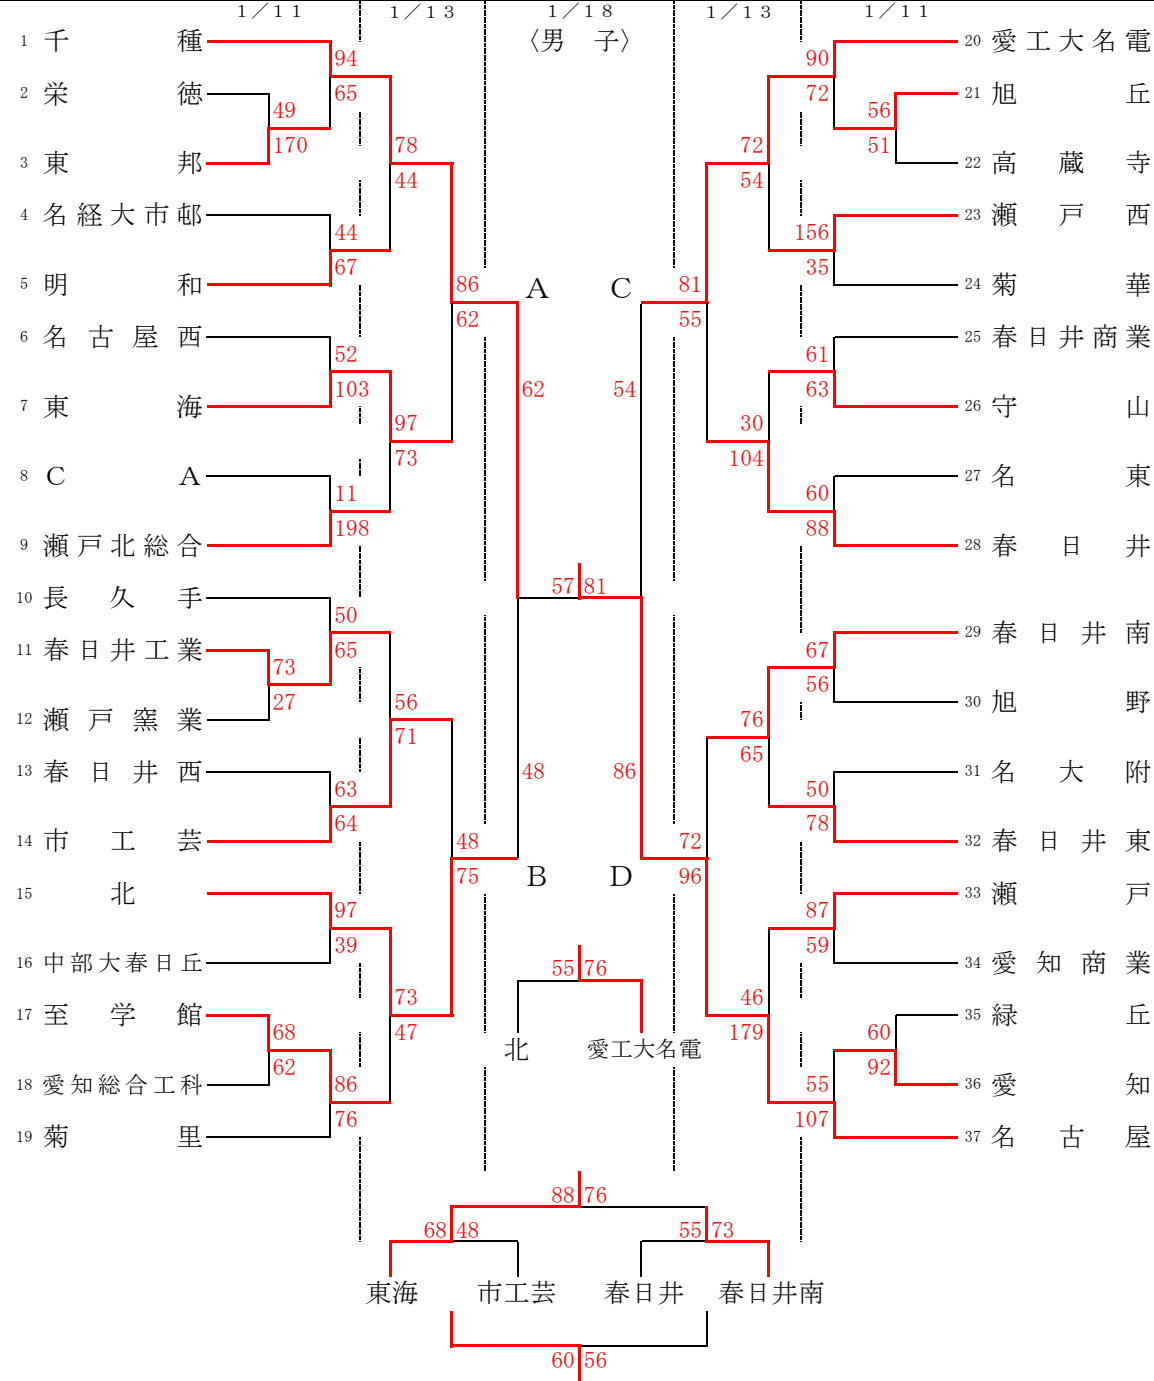 1／11 1／13 1／18 1／13 1／11
〈男　子〉
1 千種
94
2 栄徳
65
49
3 東邦
170
78
44
4 名経大市邨
44
5 明和
67
86
62
6 名古屋西
52
7 東海
103
97
73
8 ＣＡ
11
9 瀬戸北総合
198
10 長久手
50
11 春日井工業
65
73
12 瀬戸窯業
27
56
71
13 春日井西
63
14 市工芸
64
48
75
15 北
97
16 中部大春日丘
39
73
47
17 至学館
68
18 愛知総合工科
62
86
19 菊里
76
Ａ
62
48
Ｂ
57 81
Ｃ
54
86
Ｄ
20 愛工大名電
90
21 旭丘
72
56
22 高蔵寺
51
72
54
23 瀬戸西
156
24 菊華
35
81
55
25 春日井商業
61
26 守山
63
30
104
27 名東
60
28 春日井
88
29 春日井南
67
30 旭野
56
76
65
31 名大附
50
32 春日井東
78
72
96
33 瀬戸
87
34 愛知商業
59
46
179
35 緑丘
60
36 愛知
92
55
37 名古屋
107
55 76
北 愛工大名電
88 76
68 48 55 73
東海 市工芸 春日井 春日井南
60 56